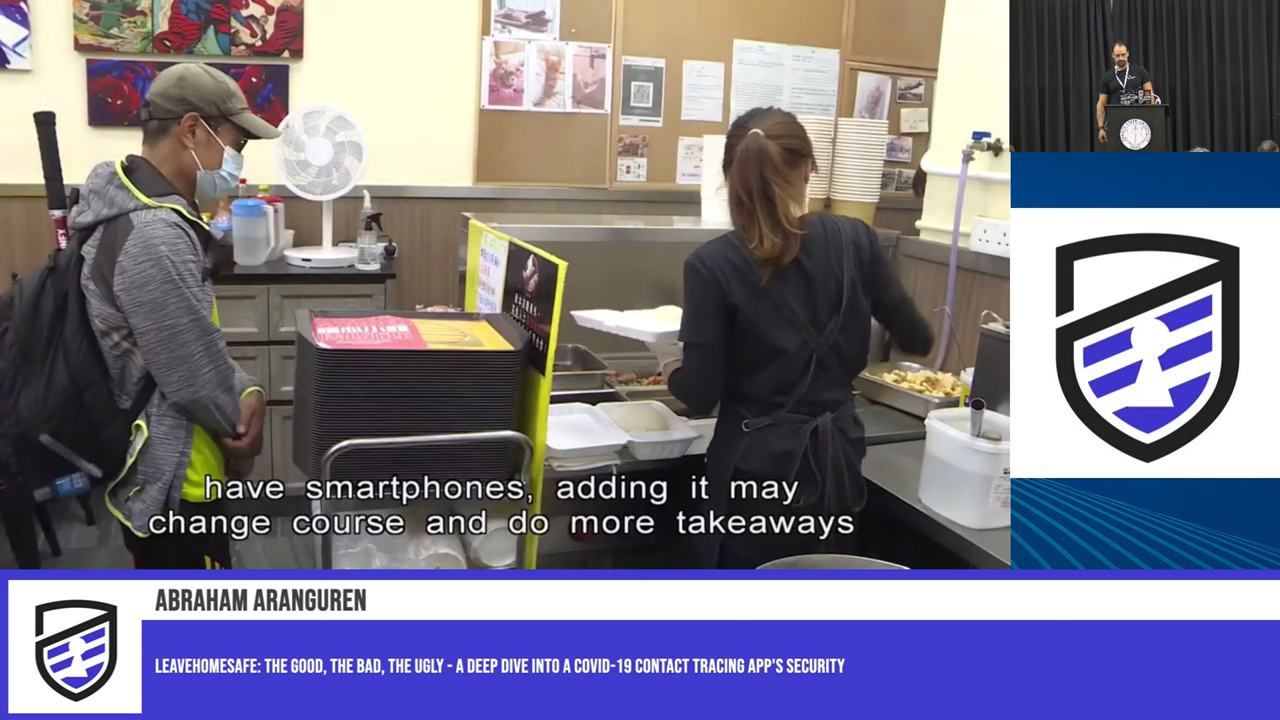 have smartphones, adding it may
change course and do more takeaways
ABRAHAM ARANGUREN
LEAVEHOMESAFE: THE GOOD, THE BAD, THE UGLY - A DEEP DIVE INTO A COVID-19 CONTACT TRACING APP'S SECURITY